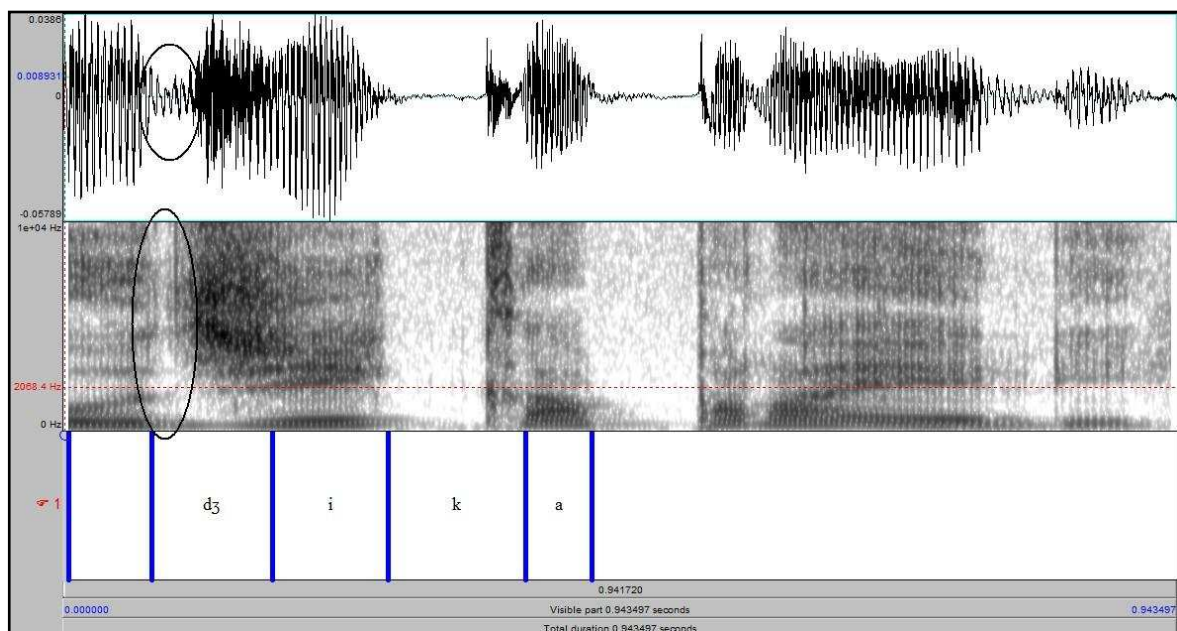 0.0386
0.008931
0
-0.05789
1e+04 Hz
2068.4 Hz
0 Hz
1
dʒ i k a
0.941720
0.000000 Visible part 0.943497 seconds 0.943497
Total duration 0.943497 seconds